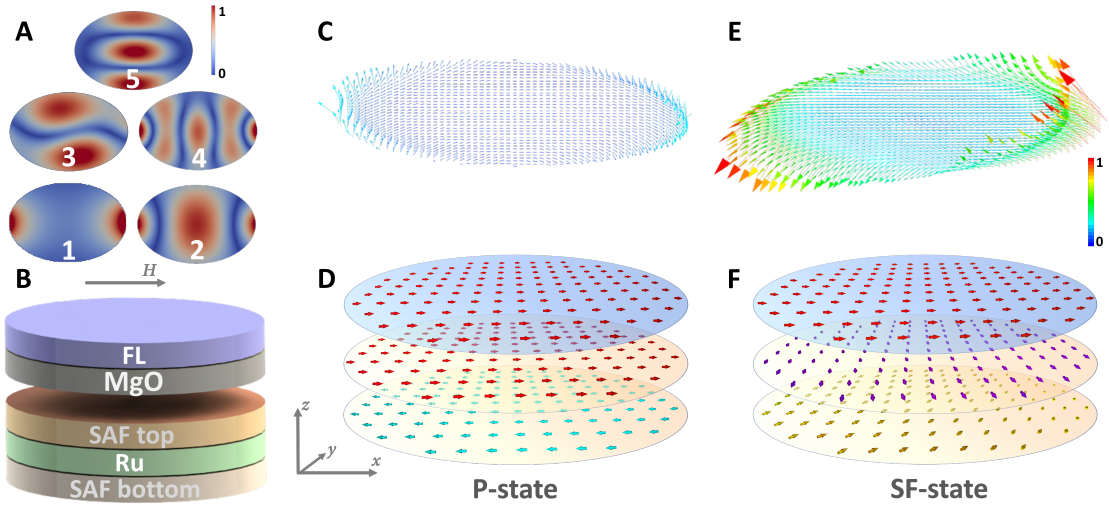 A
1
0
5
3
4
1
2
H
B
FL
MgO
SAF top
Ru
SAF bottom
C
D
z
y
x
P-state
E
1
0
F
SF-state